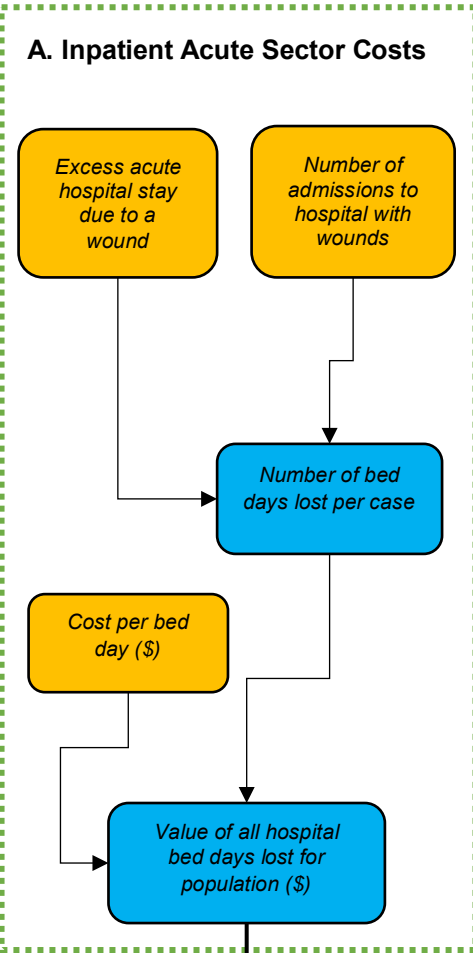 A. Inpatient Acute Sector Costs
Excess acute
hospital stay
due to a
wound
Number of
admissions to
hospital with
wounds
Number of bed
days lost per case
Cost per bed
day ($)
Value of all hospital
bed days lost for
population ($)